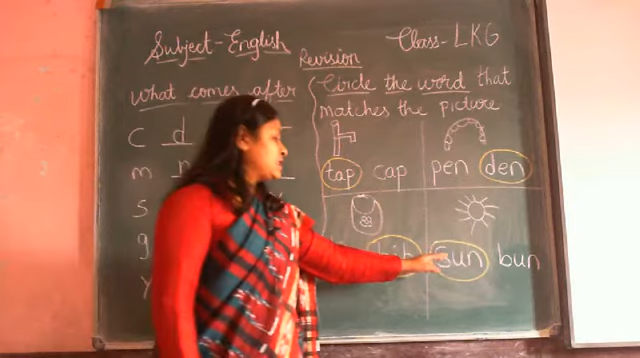 Subject-English
Class-LKG
Revision
What comes after
C d
m n
S
g
y
Circle the word that
matches the picture
tap cap
pen den
bib
Sun bun